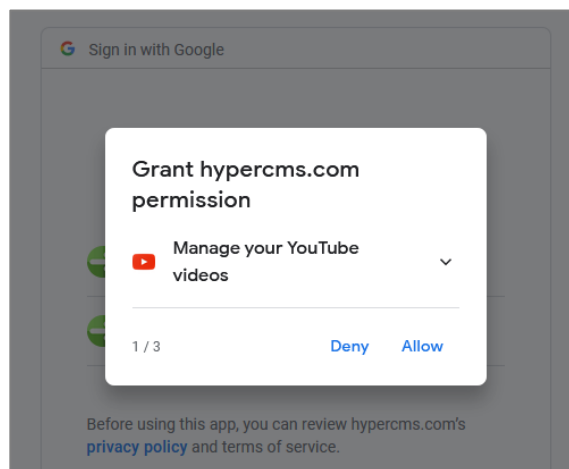 Sign in with Google
Grant hypercms.com
permission
Manage your YouTube
videos
1 / 3
Deny Allow
Before using this app, you can review hypercms.com's
privacy policy and terms of service.